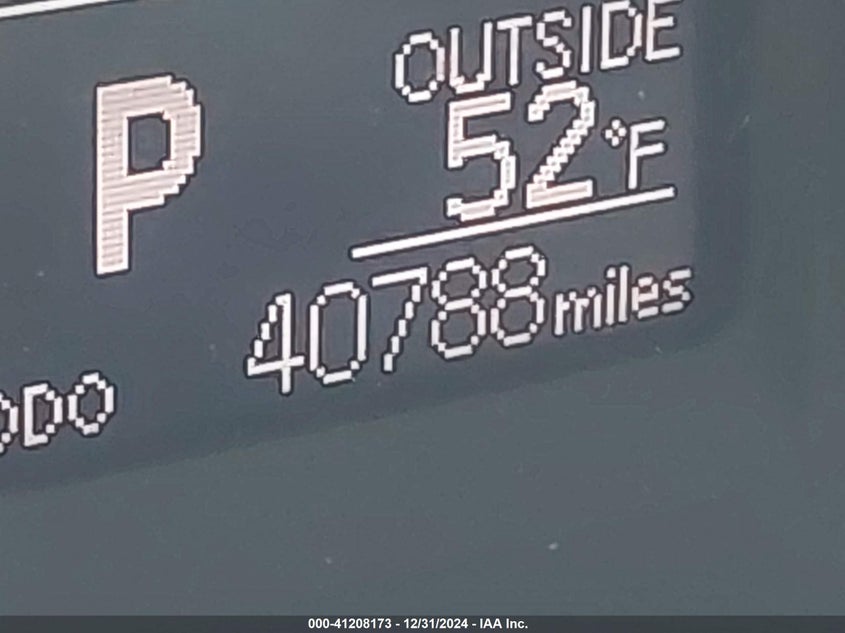 OUTSIDE
P
52°F
40788 miles
ODO
000-41208173 - 12/31/2024 - IAA Inc.